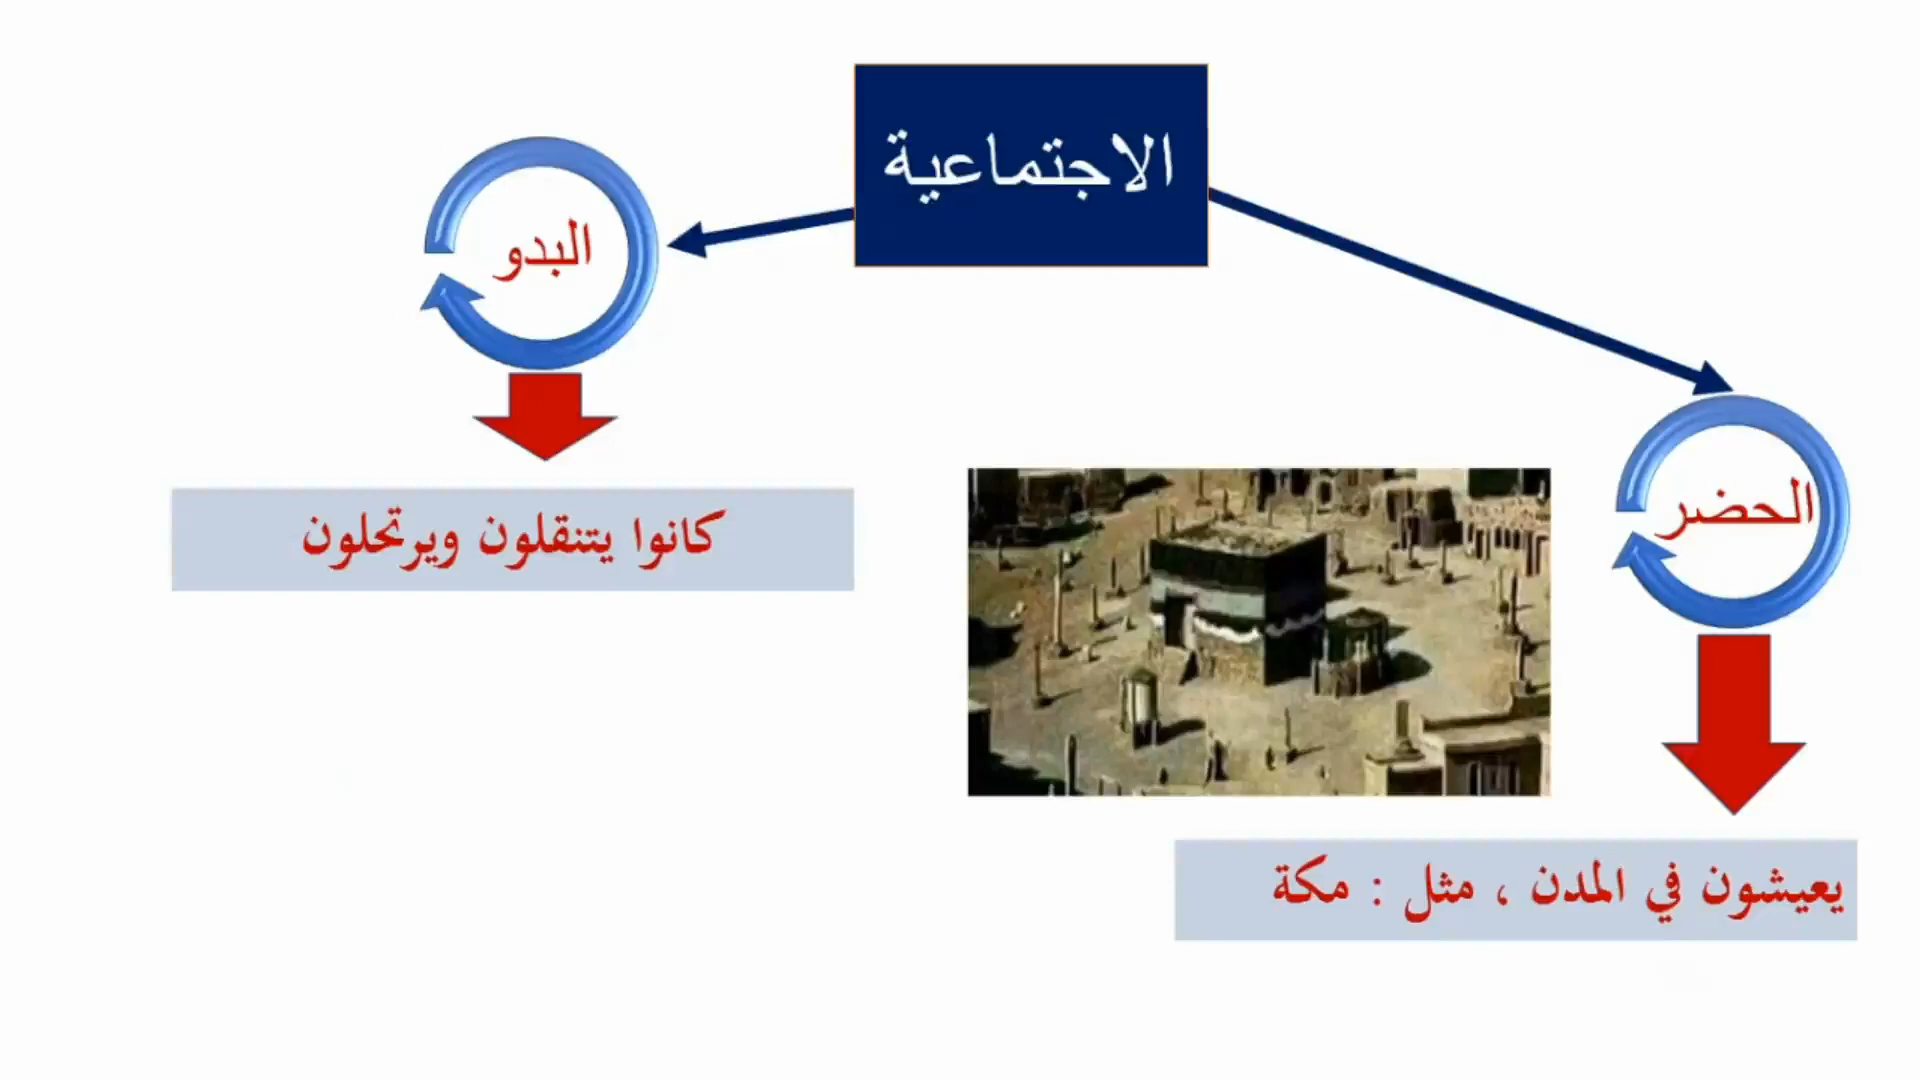 الاجتماعية
البدو
كانوا يتنقلون ويرتحلون
الحضر
يعيشون في المدن ، مثل : مكة